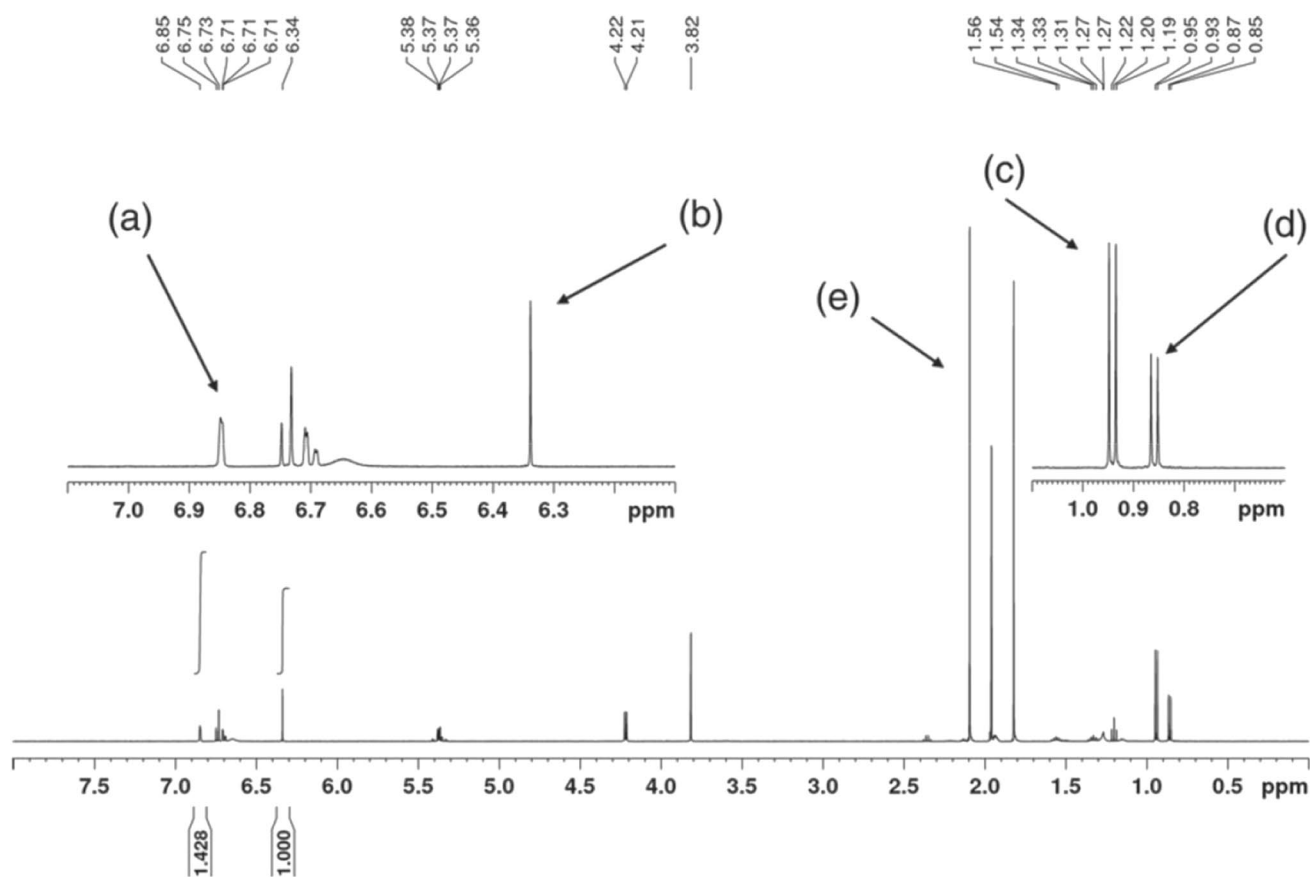 6.85 6.75 6.73 6.71 6.71 6.71 6.34 5.38 5.37 5.37 5.36 4.22 4.21 3.82 1.56 1.54 1.34 1.33 1.31 1.27 1.27 1.22 1.20 1.19 0.95 0.93 0.87 0.85
(c)
(a) (b) (d)
(e)
7.0 6.9 6.8 6.7 6.6 6.5 6.4 6.3 ppm 1.0 0.9 0.8 ppm
7.5 7.0 6.5 6.0 5.5 5.0 4.5 4.0 3.5 3.0 2.5 2.0 1.5 1.0 0.5 ppm
1.428 1.000